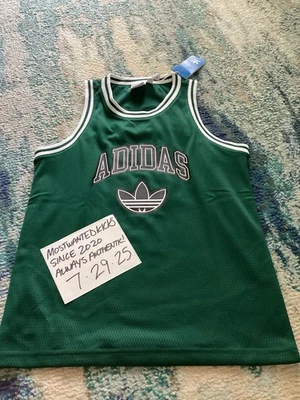 ADIDAS
MOSTWANTEDKICKS
SINCE 2020
ALWAYS AUTHENTIC!
7.29.25